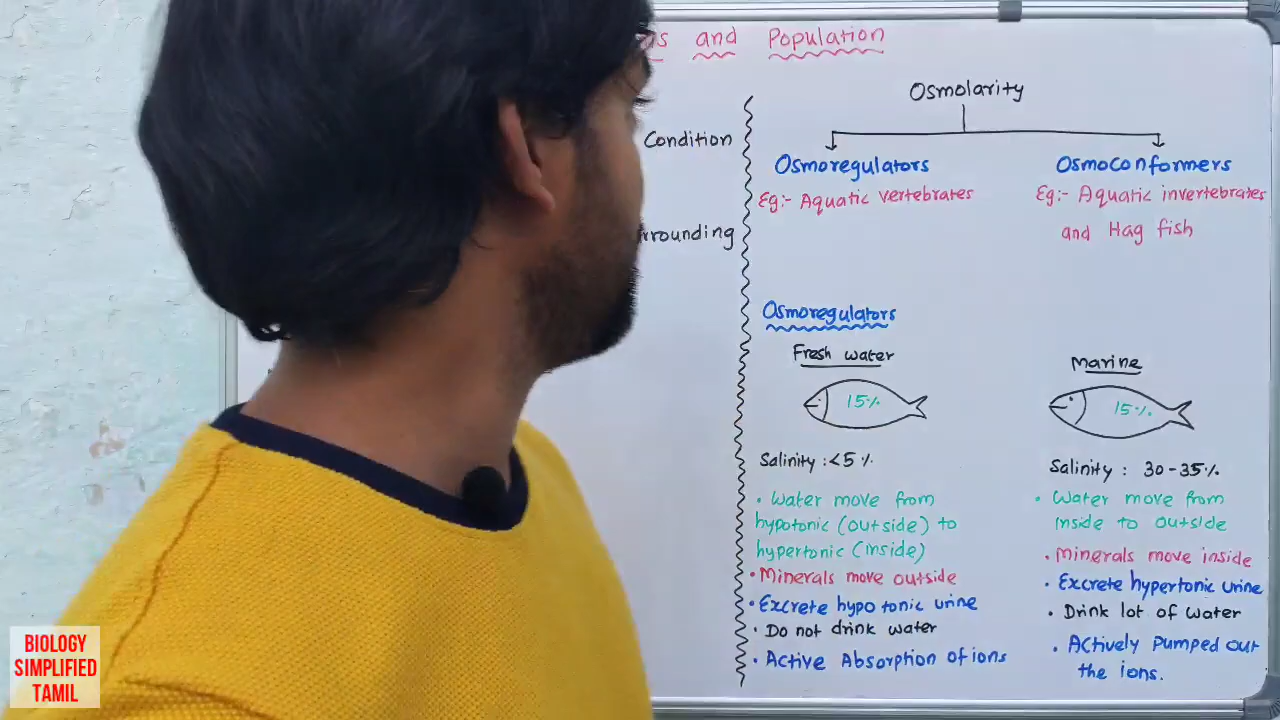 and Population
Condition
Osmolarity
Osmoregulators
Eg:- Aquatic vertebrates
Osmoconformers
Eg:- Aquatic invertebrates
and Hag fish
Osmoregulators
Fresh water
15%
Salinity : <5 %
• Water move from
hypotonic (outside) to
hypertonic (inside)
• Minerals move outside
• Excrete hypo tonic urine
• Do not drink water
• Active Absorption of ions
Marine
15%
Salinity : 30-35%
• Water move from
inside to outside
• Minerals move inside
• Excrete hypertonic urine
• Drink lot of water
• Actively pumped out
the ions.
BIOLOGY
SIMPLIFIED
TAMIL